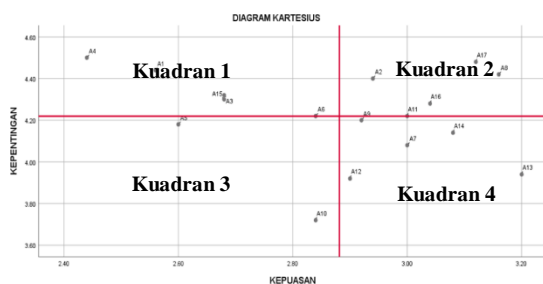 DIAGRAM KARTESIUS
4.60
4.40
4.20
4.00
3.80
3.60
KEPENTINGAN
A4
A1
Kuadran 1
A15
A3
A2
Kuadran 2
A17
A8
A16
A6
A9
A11
A14
A7
Kuadran 3
A12
Kuadran 4
A13
A10
2.40
2.60
2.80
3.00
3.20
KEPUASAN